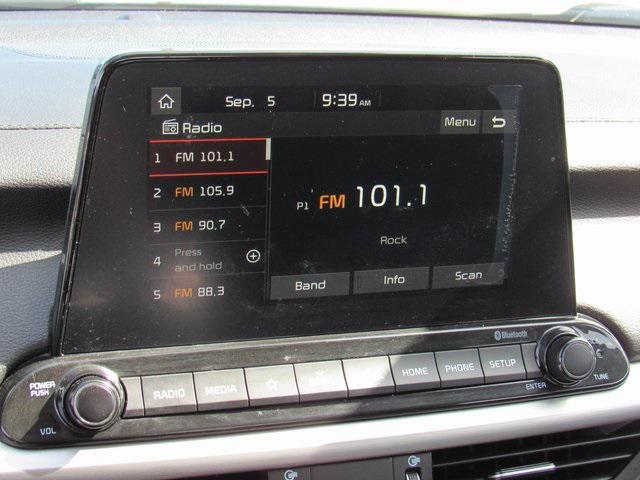 Sep. 5 9:39 AM
Radio Menu
1 FM 101.1
2 FM 105.9
3 FM 90.7
4 Press and hold
5 FM 88.3
P1 FM 101.1
Rock
Band Info Scan
Bluetooth
POWER PUSH
VOL
RADIO MEDIA HOME PHONE SETUP
ENTER
TUNE